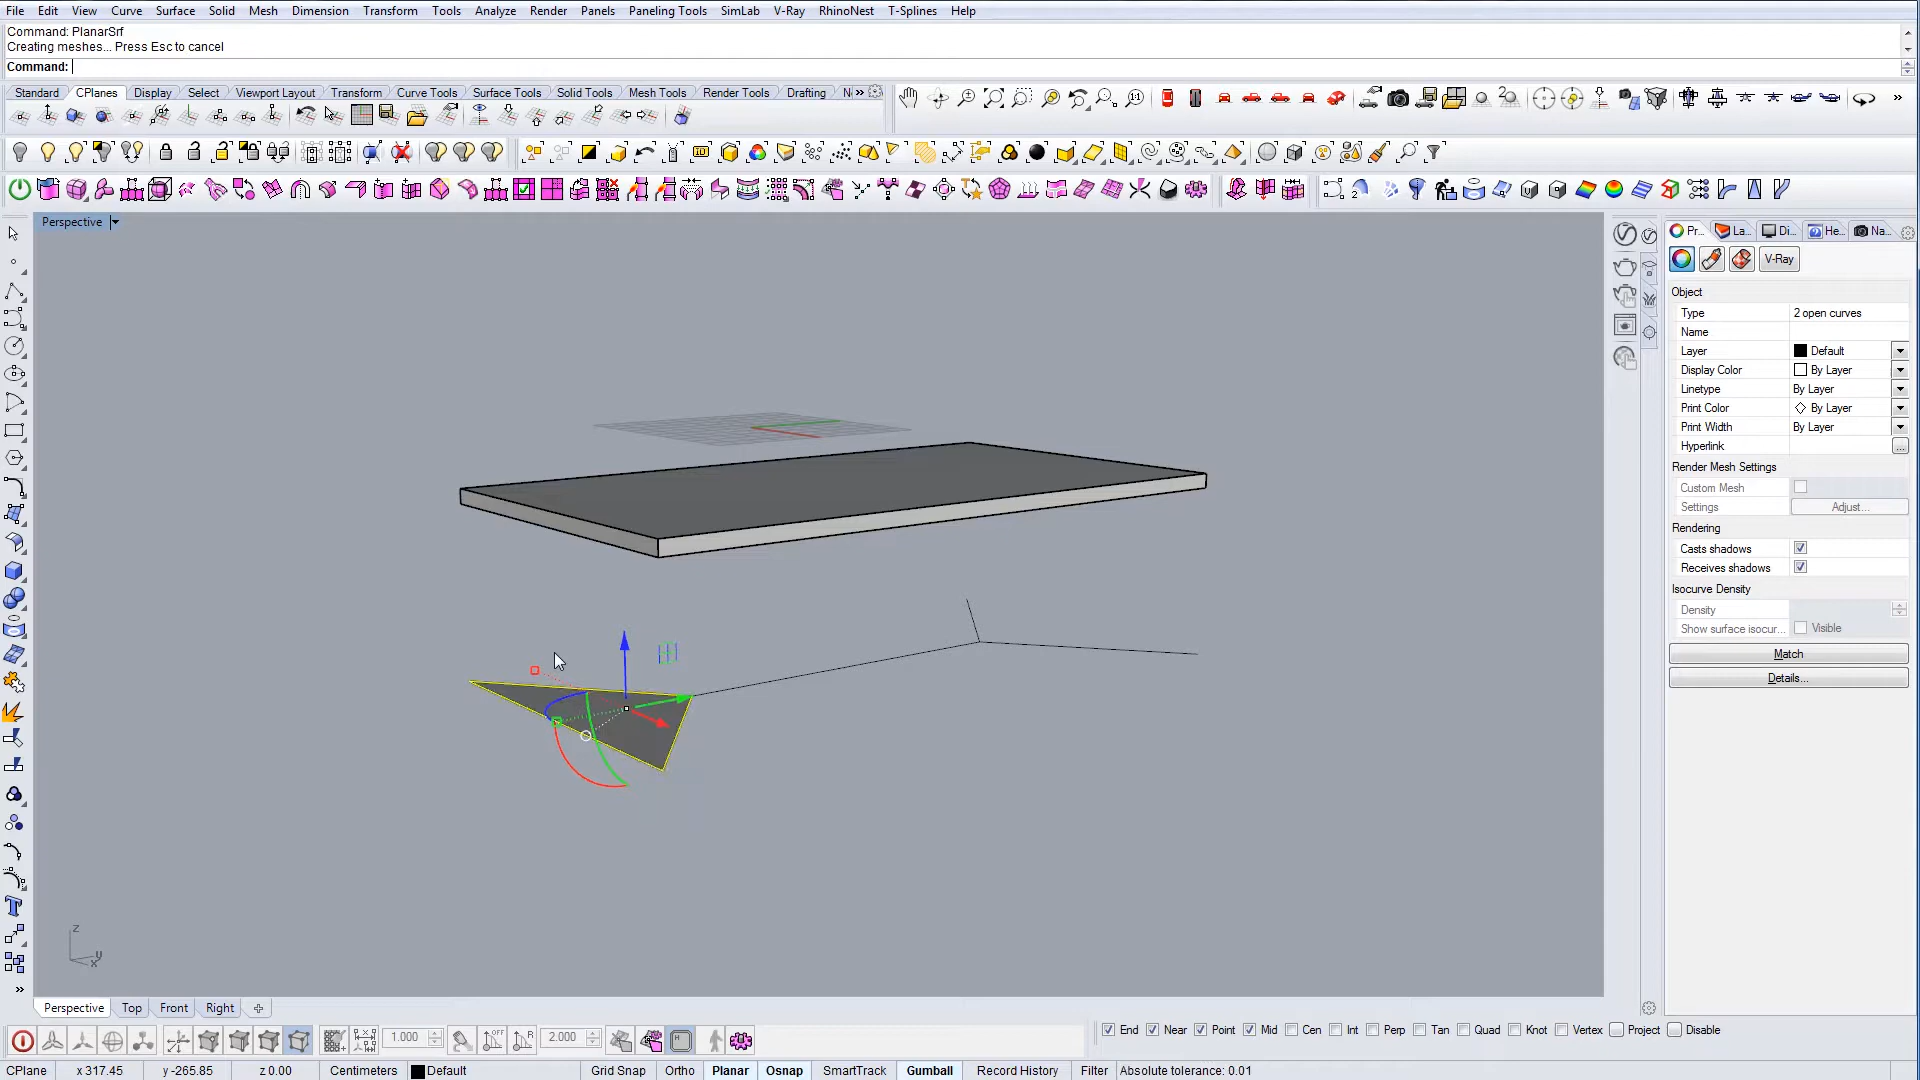 File Edit View Curve Surface Solid Mesh Dimension Transform Tools Analyze Render Panels Paneling Tools SimLab V-Ray RhinoNest T-Splines Help
Command: PlanarSrf
Creating meshes... Press Esc to cancel
Command:
Standard CPlanes Display Select Viewport Layout Transform Curve Tools Surface Tools Solid Tools Mesh Tools Render Tools Drafting
Perspective
Pr... La... Di... He... Na...
V-Ray
Object
Type 2 open curves
Name
Layer Default
Display Color By Layer
Linetype By Layer
Print Color By Layer
Print Width By Layer
Hyperlink ...
Render Mesh Settings
Custom Mesh
Settings Adjust...
Rendering
Casts shadows
Receives shadows
Isocurve Density
Density
Show surface isocur... Visible
Match
Details...
z
y
x
Perspective Top Front Right
1.000 2.000
End Near Point Mid Cen Int Perp Tan Quad Knot Vertex Project Disable
CPlane x 317.45 y -265.85 z 0.00 Centimeters Default Grid Snap Ortho Planar Osnap SmartTrack Gumball Record History Filter Absolute tolerance: 0.01